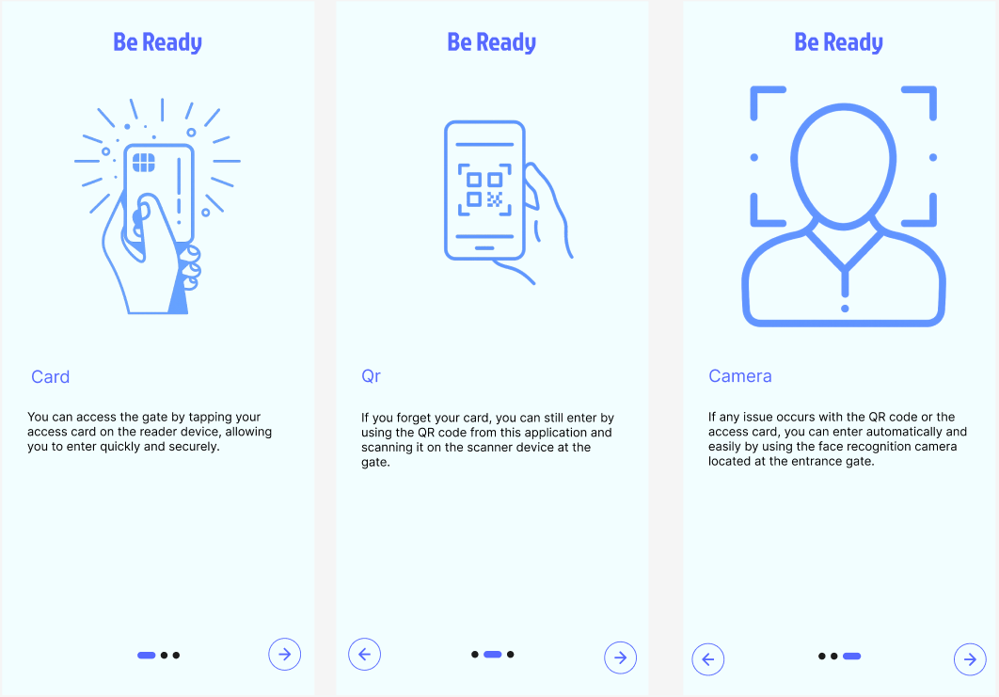 Be Ready
Card
You can access the gate by tapping your
access card on the reader device, allowing
you to enter quickly and securely.
Be Ready
Qr
If you forget your card, you can still enter by
using the QR code from this application and
scanning it on the scanner device at the
gate.
Be Ready
Camera
If any issue occurs with the QR code or the
access card, you can enter automatically and
easily by using the face recognition camera
located at the entrance gate.